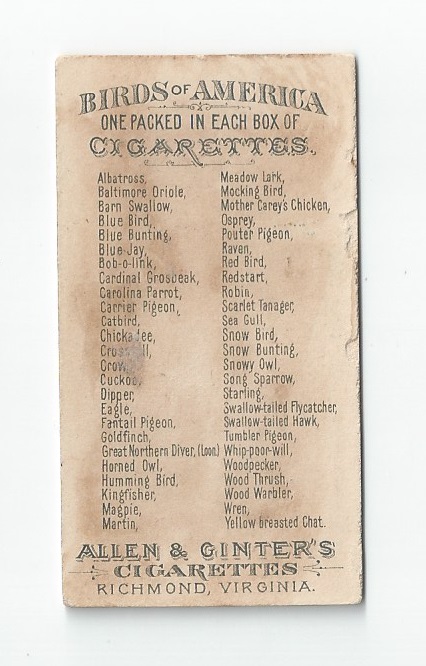 BIRDS OF AMERICA
ONE PACKED IN EACH BOX OF
CIGARETTES.
Albatross,
Baltimore Oriole,
Barn Swallow,
Blue Bird,
Blue Bunting,
Blue-Jay,
Bob-o-link,
Cardinal Grosbeak,
Carolina Parrot,
Carrier Pigeon,
Catbird,
Chickadee,
Crossbill,
Crow,
Cuckoo,
Dipper,
Eagle,
Fantail Pigeon,
Goldfinch,
Great Northern Diver, (Loon.)
Horned Owl,
Humming Bird,
Kingfisher,
Magpie,
Martin,
Meadow Lark,
Mocking Bird,
Mother Carey's Chicken,
Osprey,
Pouter Pigeon,
Raven,
Red Bird,
Redstart,
Robin,
Scarlet Tanager,
Sea Gull,
Snow Bird,
Snow Bunting,
Snowy Owl,
Song Sparrow,
Starling,
Swallow-tailed Flycatcher,
Swallow-tailed Hawk,
Tumbler Pigeon,
Whip-poor-will,
Woodpecker,
Wood Thrush,
Wood Warbler,
Wren,
Yellow breasted Chat.
ALLEN & GINTER'S
CIGARETTES
RICHMOND, VIRGINIA.